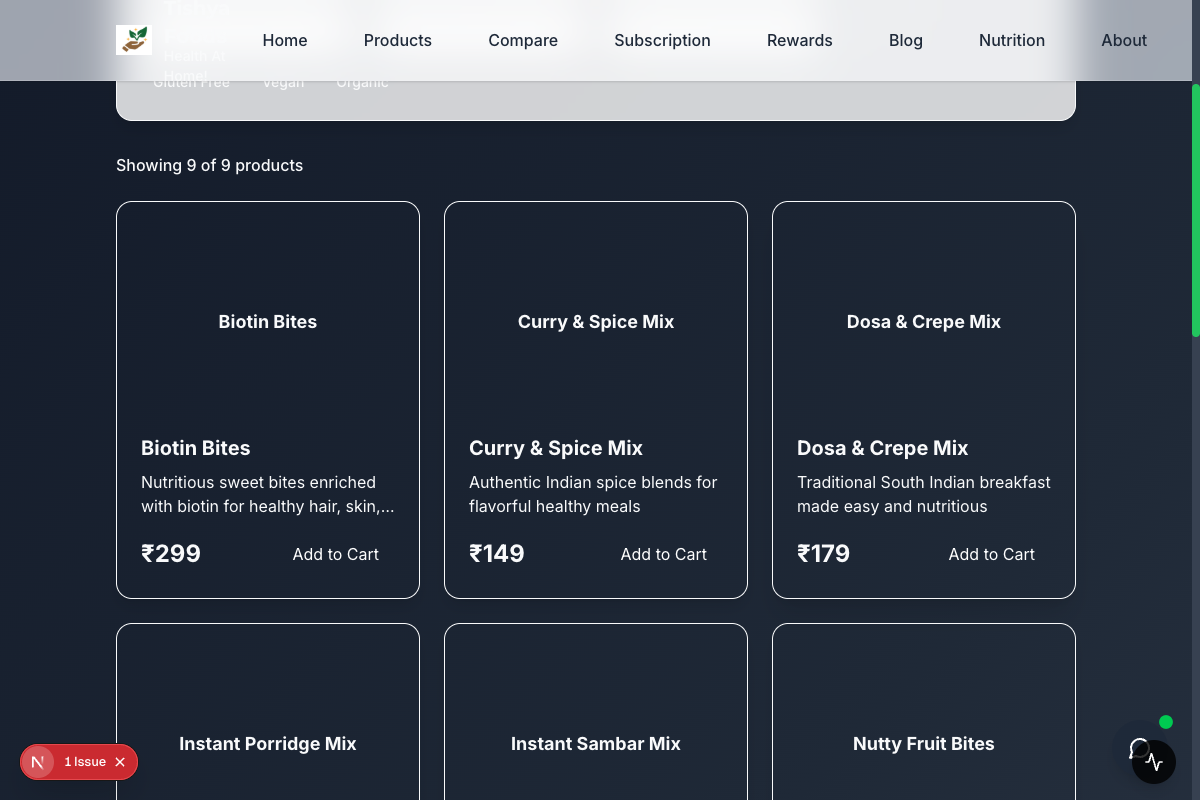 Home Products Compare Subscription Rewards Blog Nutrition About
Health At
Home!
Gluten Free Vegan Organic
Showing 9 of 9 products
Biotin Bites
Curry & Spice Mix
Dosa & Crepe Mix
Biotin Bites
Nutritious sweet bites enriched
with biotin for healthy hair, skin,...
₹299 Add to Cart
Curry & Spice Mix
Authentic Indian spice blends for
flavorful healthy meals
₹149 Add to Cart
Dosa & Crepe Mix
Traditional South Indian breakfast
made easy and nutritious
₹179 Add to Cart
Instant Porridge Mix
Instant Sambar Mix
Nutty Fruit Bites
N 1 Issue